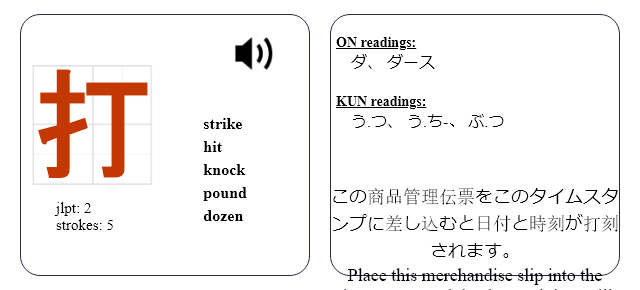 打
strike
hit
knock
pound
dozen
jlpt: 2
strokes: 5
ON readings:
ダ、 ダース
KUN readings:
う.つ、 う.ち-、 ぶ.つ
この商品管理伝票をこのタイムスタ
ンプに差し込むと日付と時刻が打刻
されます。
Place this merchandise slip into the